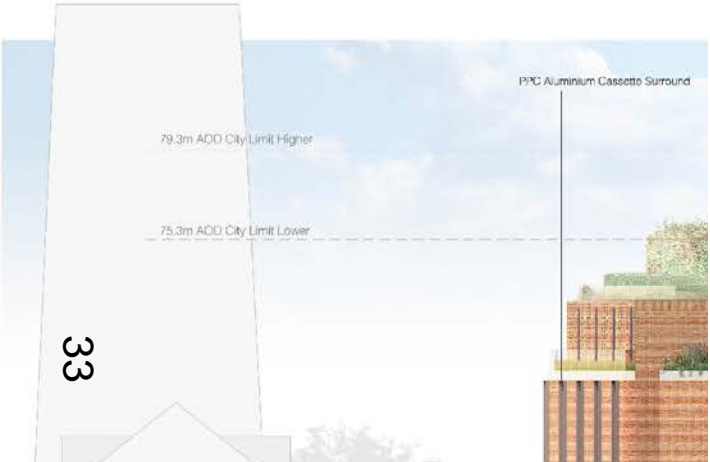 PPC Aluminium Cassette Surround
79.3m AOD City Limit Higher
75.3m AOD City Limit Lower
33